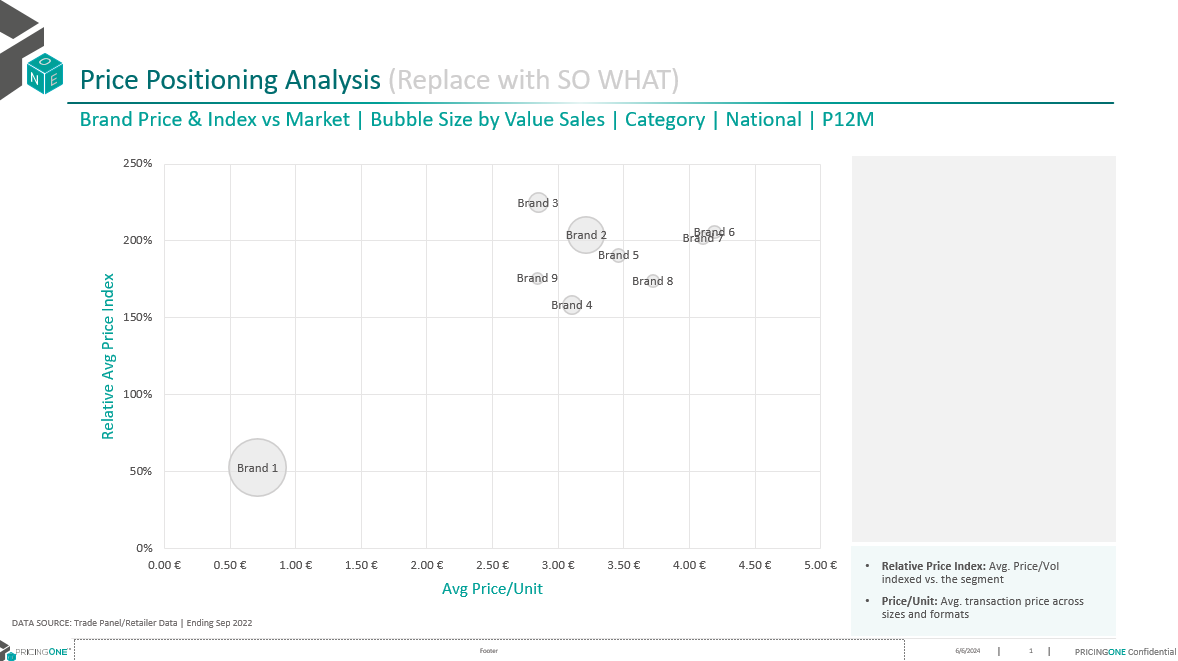 O
N E
Price Positioning Analysis (Replace with SO WHAT)
Brand Price & Index vs Market | Bubble Size by Value Sales | Category | National | P12M
Relative Avg Price Index
250%
200%
150%
100%
50%
0%
Brand 3
Brand 2
Brand 6
Brand 7
Brand 5
Brand 9
Brand 8
Brand 4
Brand 1
0.00 € 0.50 € 1.00 € 1.50 € 2.00 € 2.50 € 3.00 € 3.50 € 4.00 € 4.50 € 5.00 €
Avg Price/Unit
• Relative Price Index: Avg. Price/Vol
indexed vs. the segment
• Price/Unit: Avg. transaction price across
sizes and formats
DATA SOURCE: Trade Panel/Retailer Data | Ending Sep 2022
PRICINGONE™
Footer
6/6/2024 | 1 | PRICINGONE Confidential